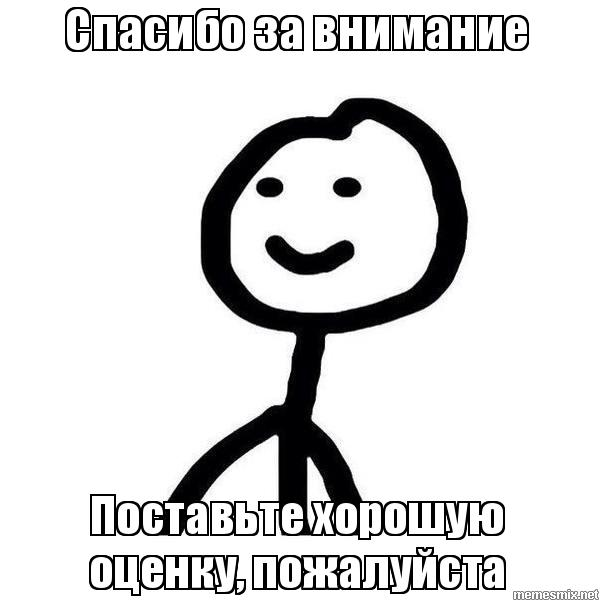 Спасибо за внимание
Поставьте хорошую
оценку, пожалуйста
memesmix.net